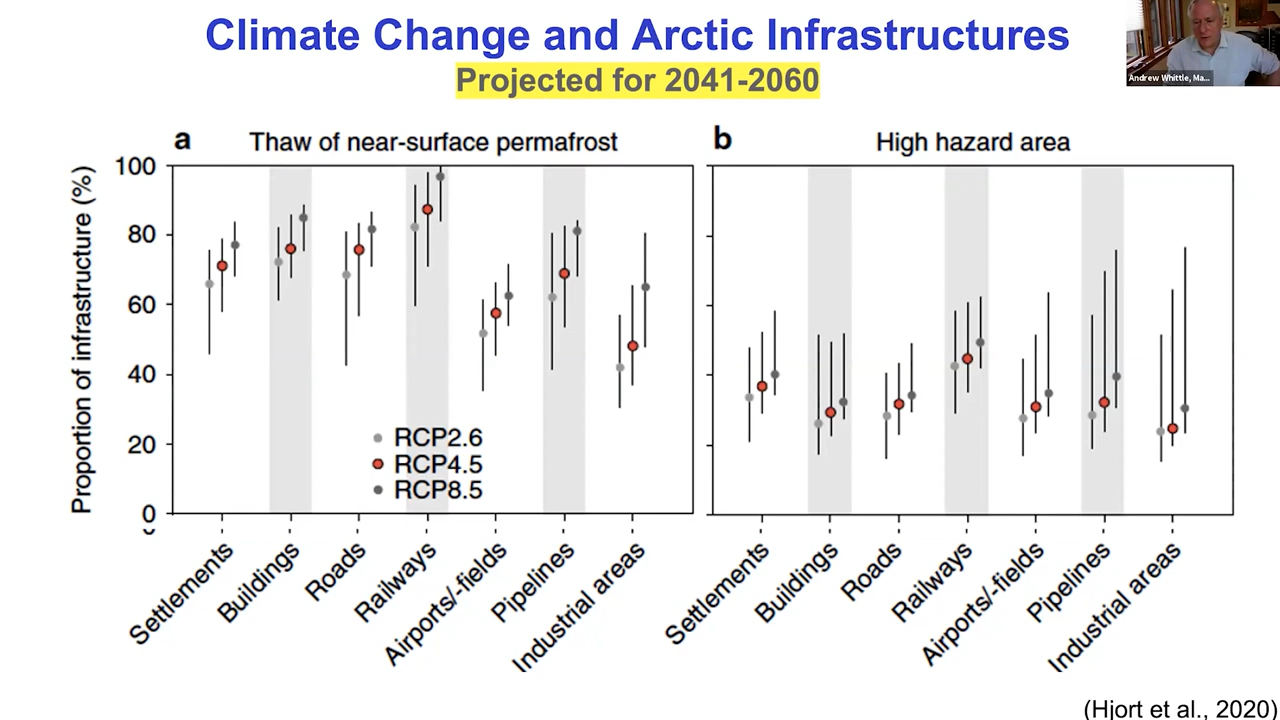 Climate Change and Arctic Infrastructures
Projected for 2041-2060
Andrew Whittle, Ma...
a Thaw of near-surface permafrost
b High hazard area
Proportion of infrastructure (%)
100
80
60
40
20
0
RCP2.6
RCP4.5
RCP8.5
Settlements
Buildings
Roads
Railways
Airports/-fields
Pipelines
Industrial areas
Settlements
Buildings
Roads
Railways
Airports/-fields
Pipelines
Industrial areas
(Hjort et al., 2020)